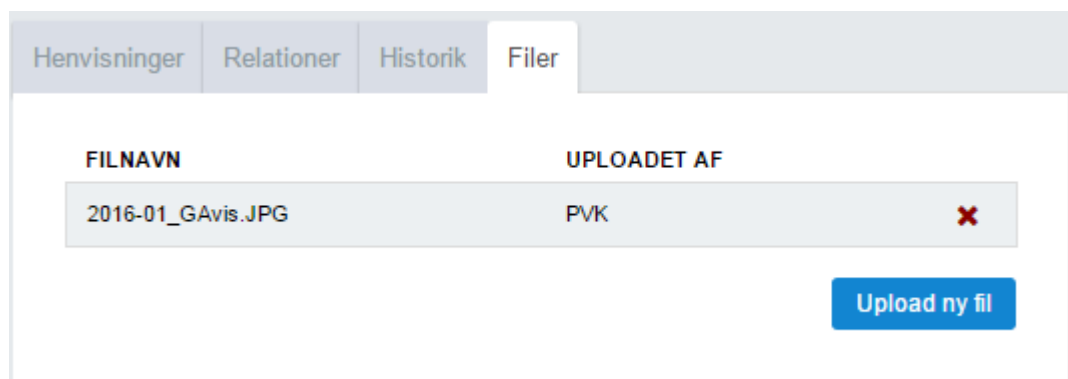 Henvisninger Relationer Historik Filer
FILNAVN UPLOADET AF
2016-01_GAvis.JPG PVK
Upload ny fil